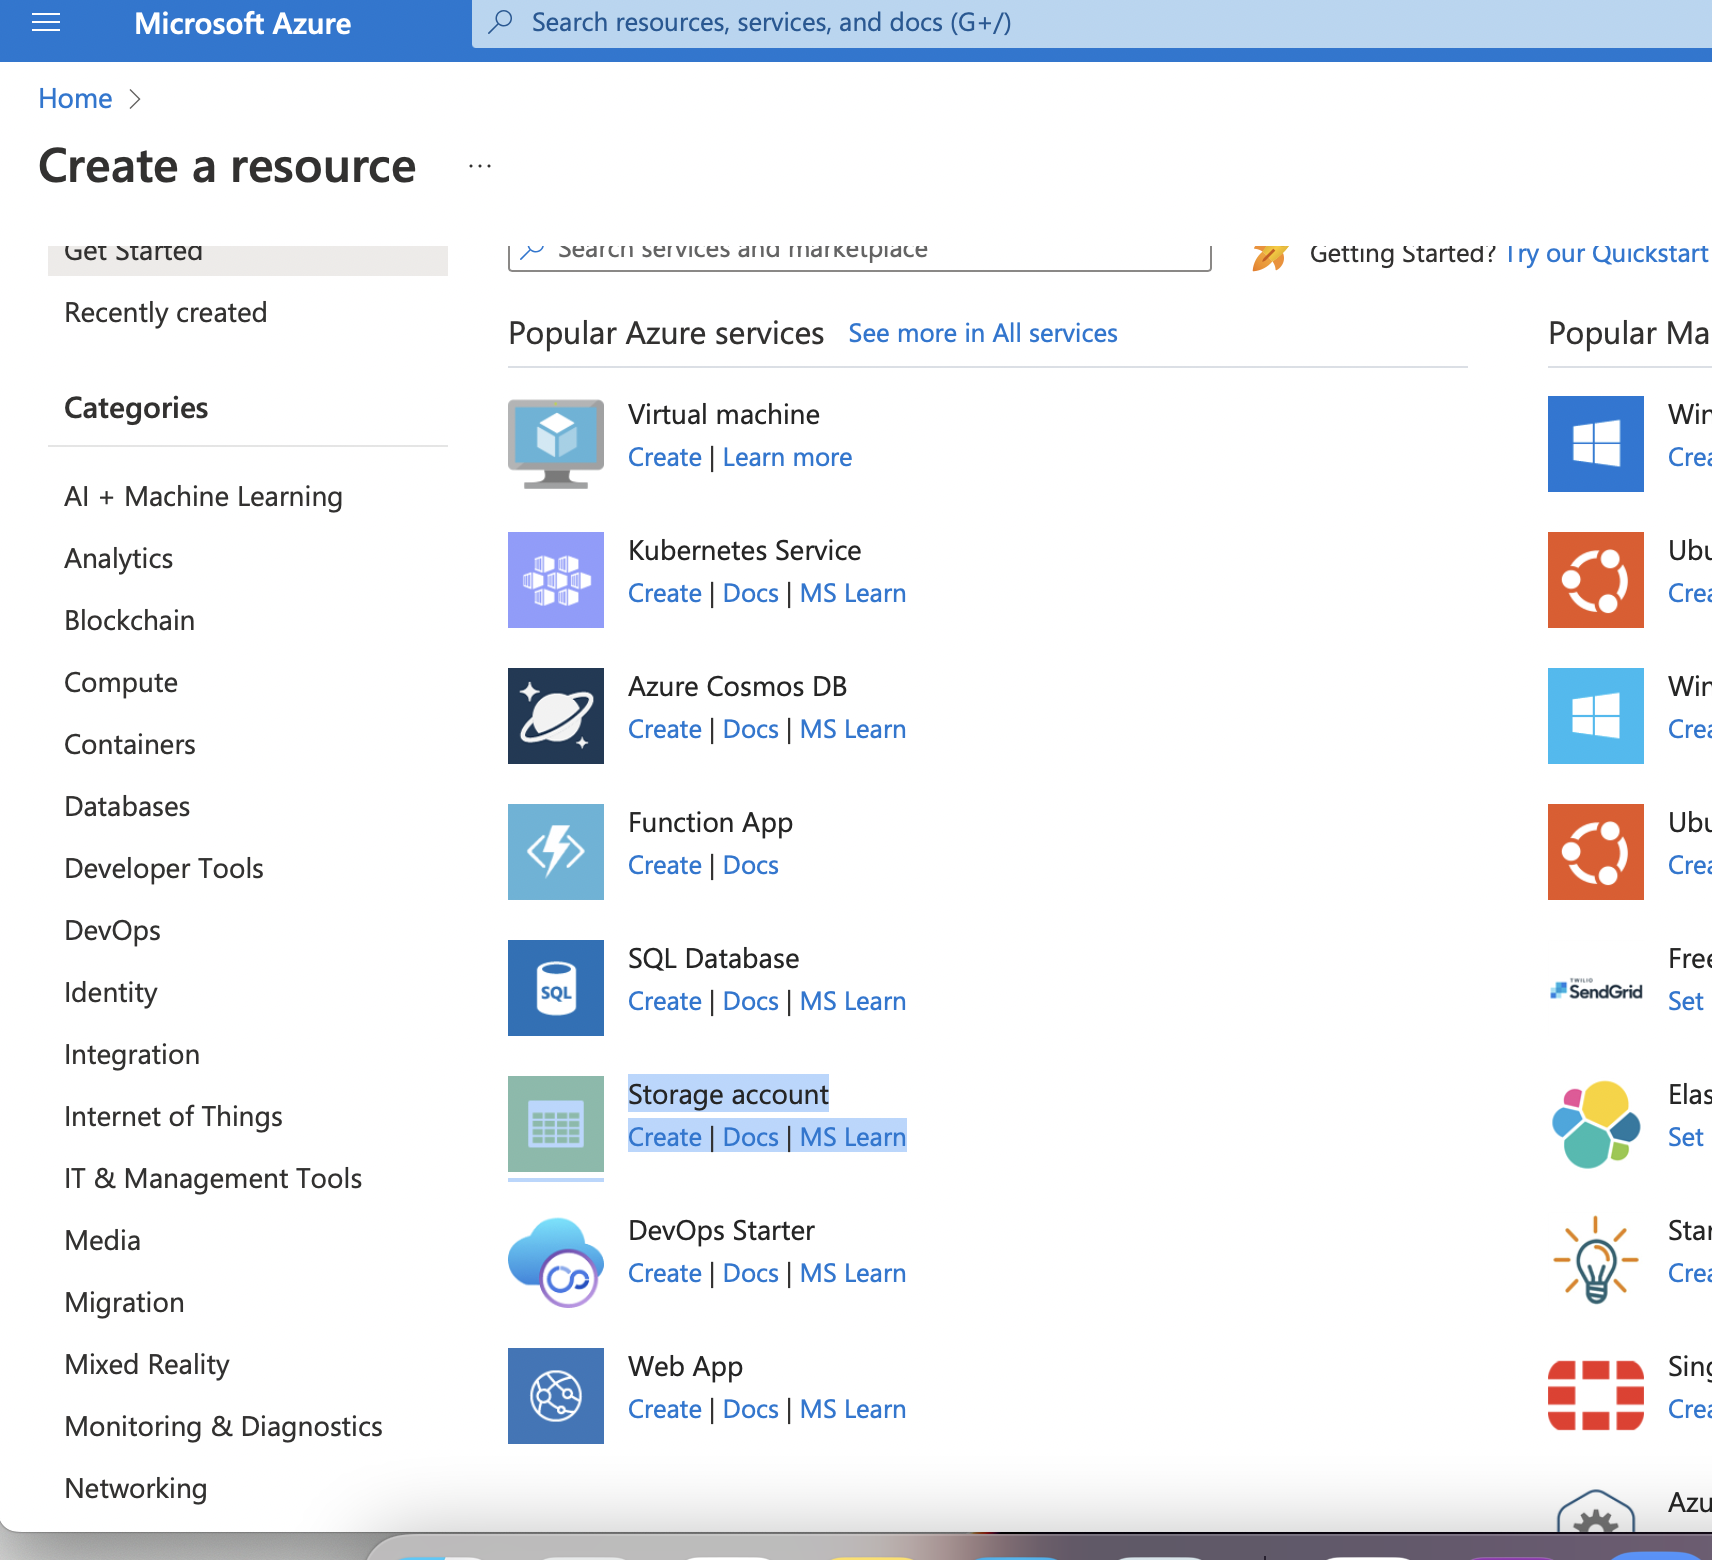 Microsoft Azure
Search resources, services, and docs (G+/)
Home
Create a resource
...
Get Started
Recently created
Categories
AI + Machine Learning
Analytics
Blockchain
Compute
Containers
Databases
Developer Tools
DevOps
Identity
Integration
Internet of Things
IT & Management Tools
Media
Migration
Mixed Reality
Monitoring & Diagnostics
Networking
Search services and marketplace
Getting Started? Try our Quickstart
Popular Azure services See more in All services
Virtual machine
Create | Learn more
Kubernetes Service
Create | Docs | MS Learn
Azure Cosmos DB
Create | Docs | MS Learn
Function App
Create | Docs
SQL
SQL Database
Create | Docs | MS Learn
Storage account
Create | Docs | MS Learn
DevOps Starter
Create | Docs | MS Learn
Web App
Create | Docs | MS Learn
Popular Ma
Win
Crea
Ubu
Crea
Win
Crea
Ubu
Crea
TWILIO
SendGrid
Free
Set
Elas
Set
Star
Crea
Sing
Crea
Azu